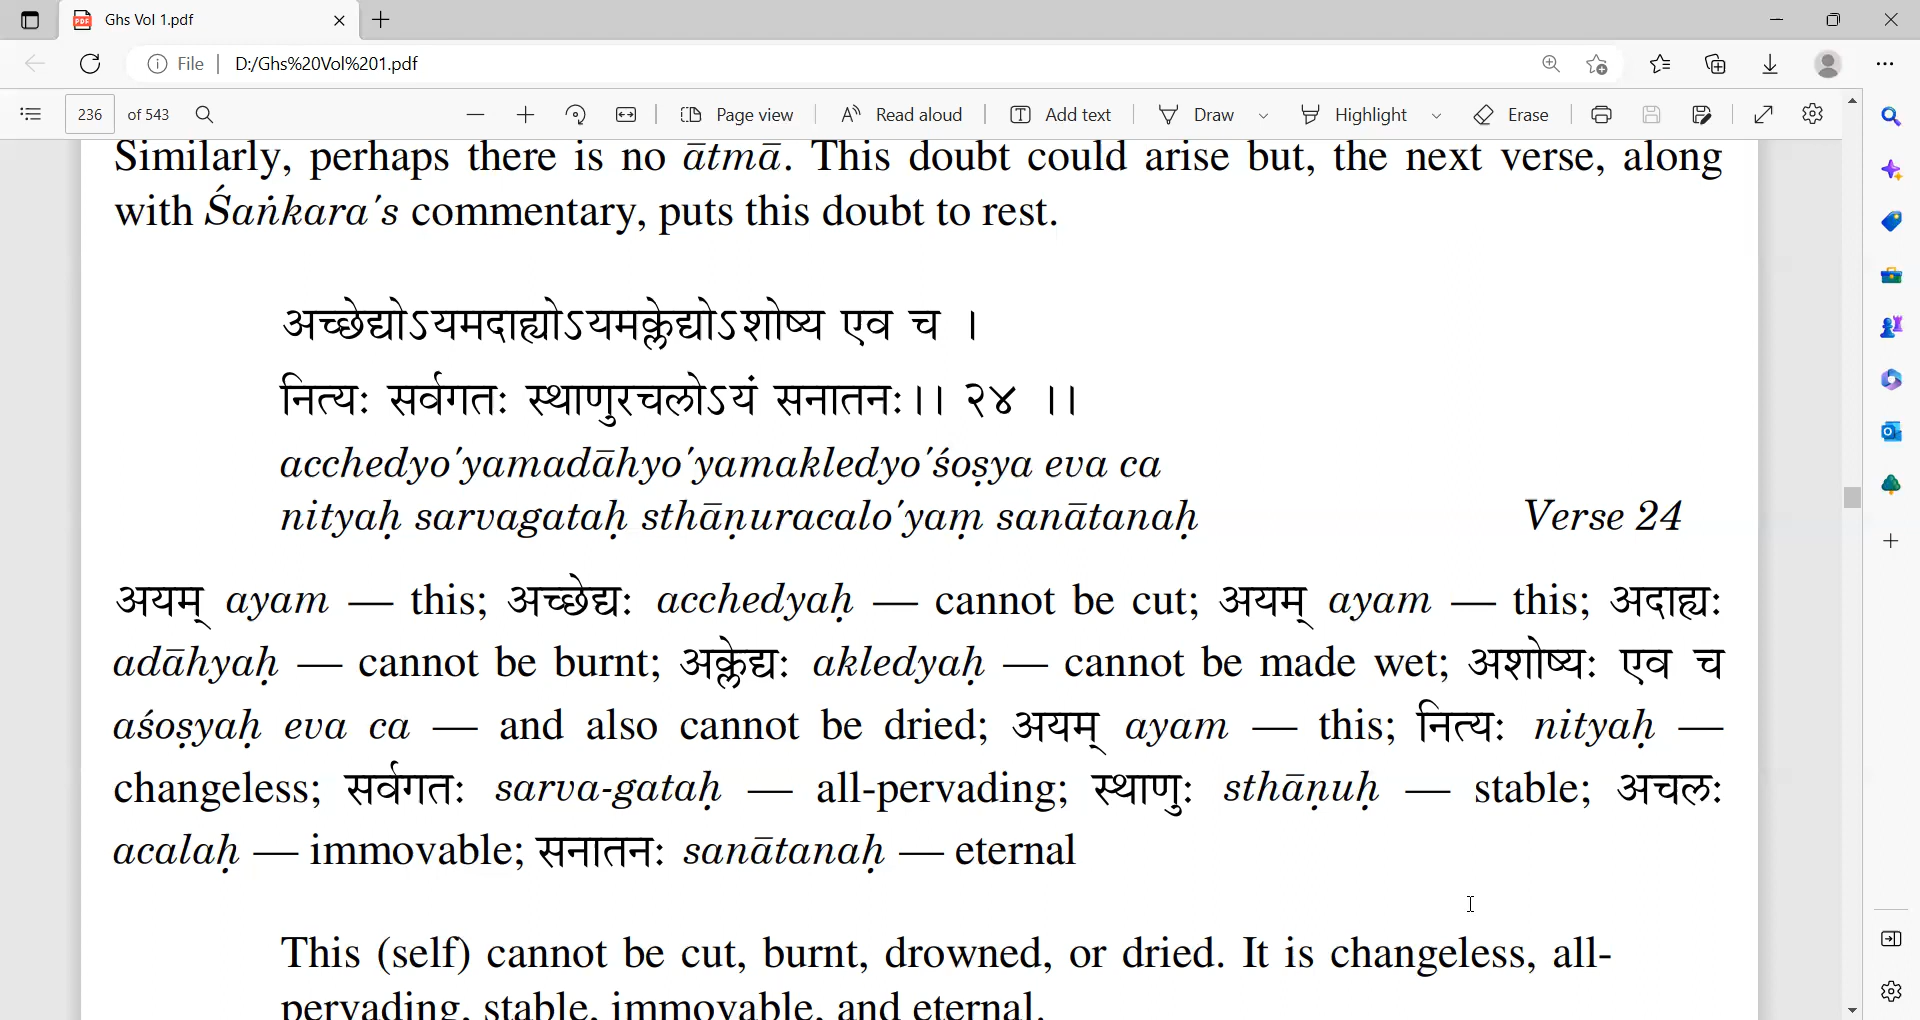 Ghs Vol 1.pdf
File | D:/Ghs%20Vol%201.pdf
236 of 543 Page view Read aloud Add text Draw Highlight Erase
Similarly, perhaps there is no ātmā. This doubt could arise but, the next verse, along
with Śaṅkara's commentary, puts this doubt to rest.
अच्छेद्योऽयमदाह्योऽयमक्लेद्योऽशोष्य एव च ।
नित्यः सर्वगतः स्थाणुरचलोऽयं सनातनः।। २४ ।।
acchedyo'yamadāhyo'yamakledyo'śoṣya eva ca
nityaḥ sarvagataḥ sthāṇuracalo'yaṃ sanātanaḥ Verse 24
अयम् ayam — this; अच्छेद्यः acchedyaḥ — cannot be cut; अयम् ayam — this; अदाह्यः
adāhyaḥ — cannot be burnt; अक्लेद्यः akledyaḥ — cannot be made wet; अशोष्यः एव च
aśoṣyaḥ eva ca — and also cannot be dried; अयम् ayam — this; नित्यः nityaḥ —
changeless; सर्वगतः sarva-gataḥ — all-pervading; स्थाणुः sthāṇuḥ — stable; अचलः
acalaḥ — immovable; सनातनः sanātanaḥ — eternal
This (self) cannot be cut, burnt, drowned, or dried. It is changeless, all-
pervading, stable, immovable, and eternal.